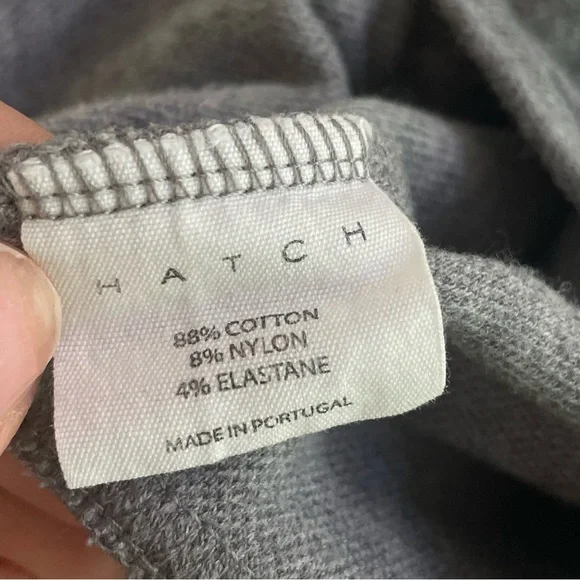 HATCH
88% COTTON
8% NYLON
4% ELASTANE
MADE IN PORTUGAL